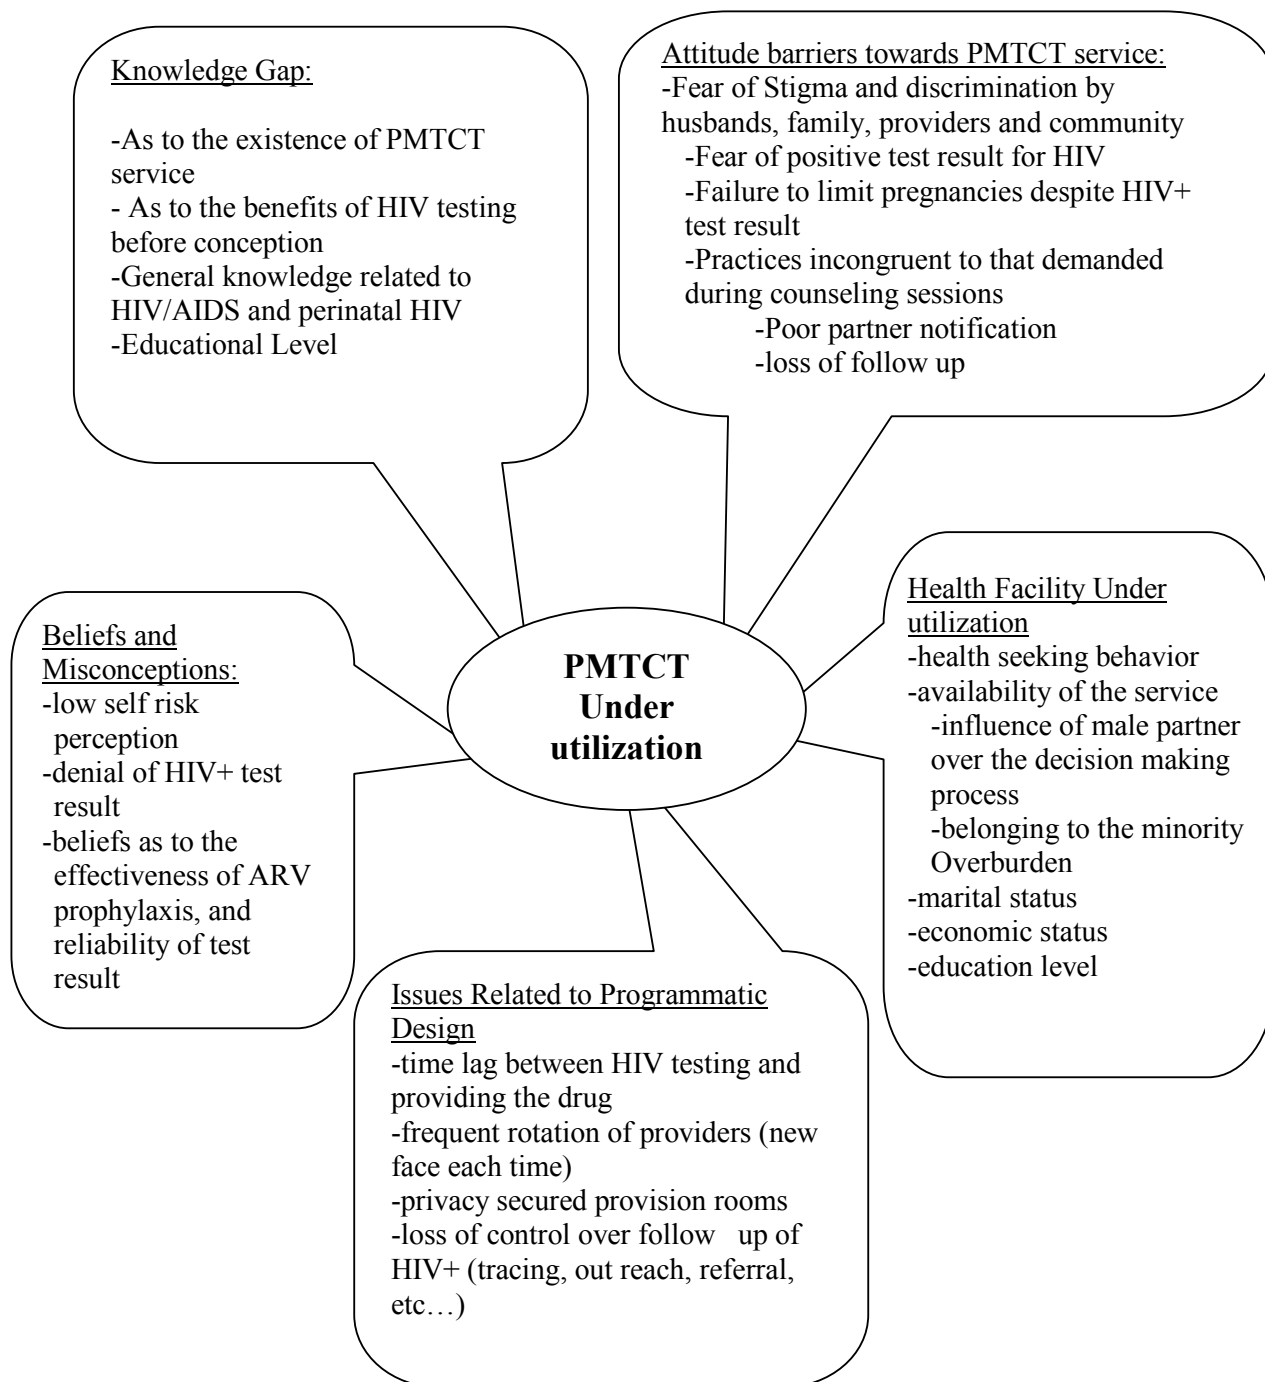 Knowledge Gap:
-As to the existence of PMTCT
service
- As to the benefits of HIV testing
before conception
-General knowledge related to
HIV/AIDS and perinatal HIV
-Educational Level
Attitude barriers towards PMTCT service:
-Fear of Stigma and discrimination by
husbands, family, providers and community
-Fear of positive test result for HIV
-Failure to limit pregnancies despite HIV+
test result
-Practices incongruent to that demanded
during counseling sessions
-Poor partner notification
-loss of follow up
Beliefs and
Misconceptions:
-low self risk
perception
-denial of HIV+ test
result
-beliefs as to the
effectiveness of ARV
prophylaxis, and
reliability of test
result
PMTCT
Under
utilization
Health Facility Under
utilization
-health seeking behavior
-availability of the service
-influence of male partner
over the decision making
process
-belonging to the minority
Overburden
-marital status
-economic status
-education level
Issues Related to Programmatic
Design
-time lag between HIV testing and
providing the drug
-frequent rotation of providers (new
face each time)
-privacy secured provision rooms
-loss of control over follow   up of
HIV+ (tracing, out reach, referral,
etc…)